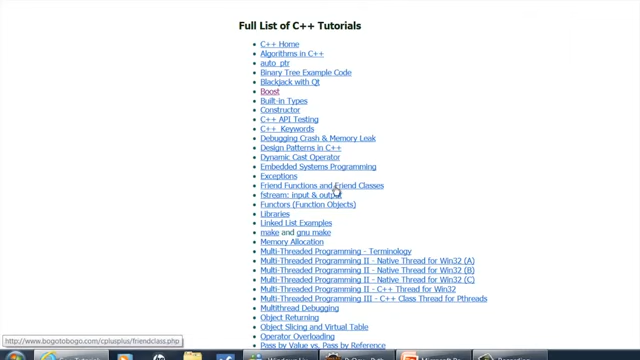 Full List of C++ Tutorials
C++ Home
Algorithms in C++
auto_ptr
Binary Tree Example Code
Blackjack with Qt
Boost
Built-in Types
Constructor
C++ API Testing
C++ Keywords
Debugging Crash & Memory Leak
Design Patterns in C++
Dynamic Cast Operator
Embedded Systems Programming
Exceptions
Friend Functions and Friend Classes
fstream: input & output
Functors (Function Objects)
Libraries
Linked List Examples
make and gnu make
Memory Allocation
Multi-Threaded Programming - Terminology
Multi-Threaded Programming II - Native Thread for Win32 (A)
Multi-Threaded Programming II - Native Thread for Win32 (B)
Multi-Threaded Programming II - Native Thread for Win32 (C)
Multi-Threaded Programming II - C++ Thread for Win32
Multi-Threaded Programming III - C++ Class Thread for Pthreads
Multithread Debugging
Object Returning
Object Slicing and Virtual Table
Operator Overloading
Pass by Value vs. Pass by Reference
http://www.bogotobogo.com/cplusplus/friendclass.php